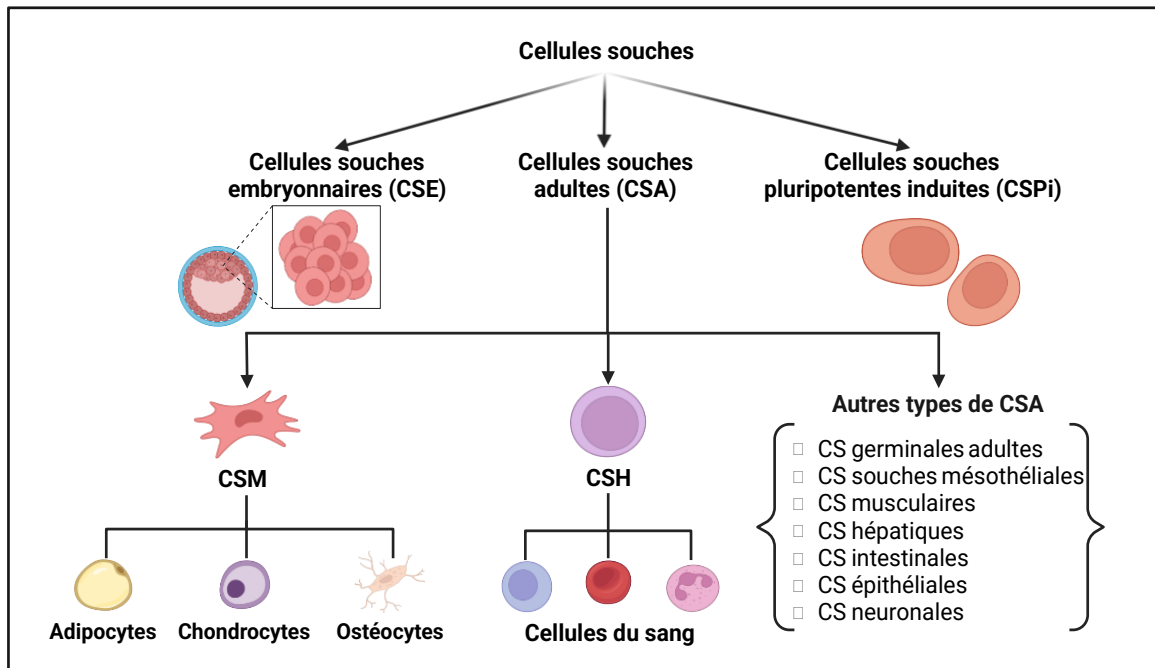 Cellules souches
Cellules souches
embryonnaires (CSE)
Cellules souches
adultes (CSA)
Cellules souches
pluripotentes induites (CSPi)
CSM
CSH
Autres types de CSA
CS germinales adultes
CS souches mésothéliales
CS musculaires
CS hépatiques
CS intestinales
CS épithéliales
CS neuronales
Adipocytes
Chondrocytes
Ostéocytes
Cellules du sang